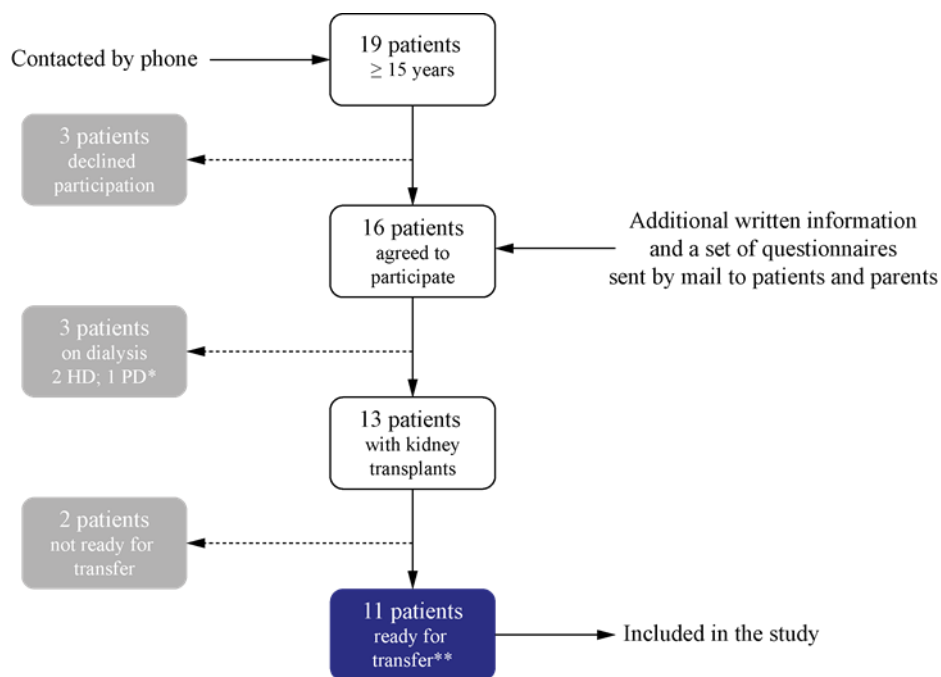 Contacted by phone
19 patients
≥ 15 years
3 patients
declined
participation
16 patients
agreed to
participate
Additional written information
and a set of questionnaires
sent by mail to patients and parents
3 patients
on dialysis
2 HD; 1 PD*
13 patients
with kidney
transplants
2 patients
not ready for
transfer
11 patients
ready for
transfer**
Included in the study